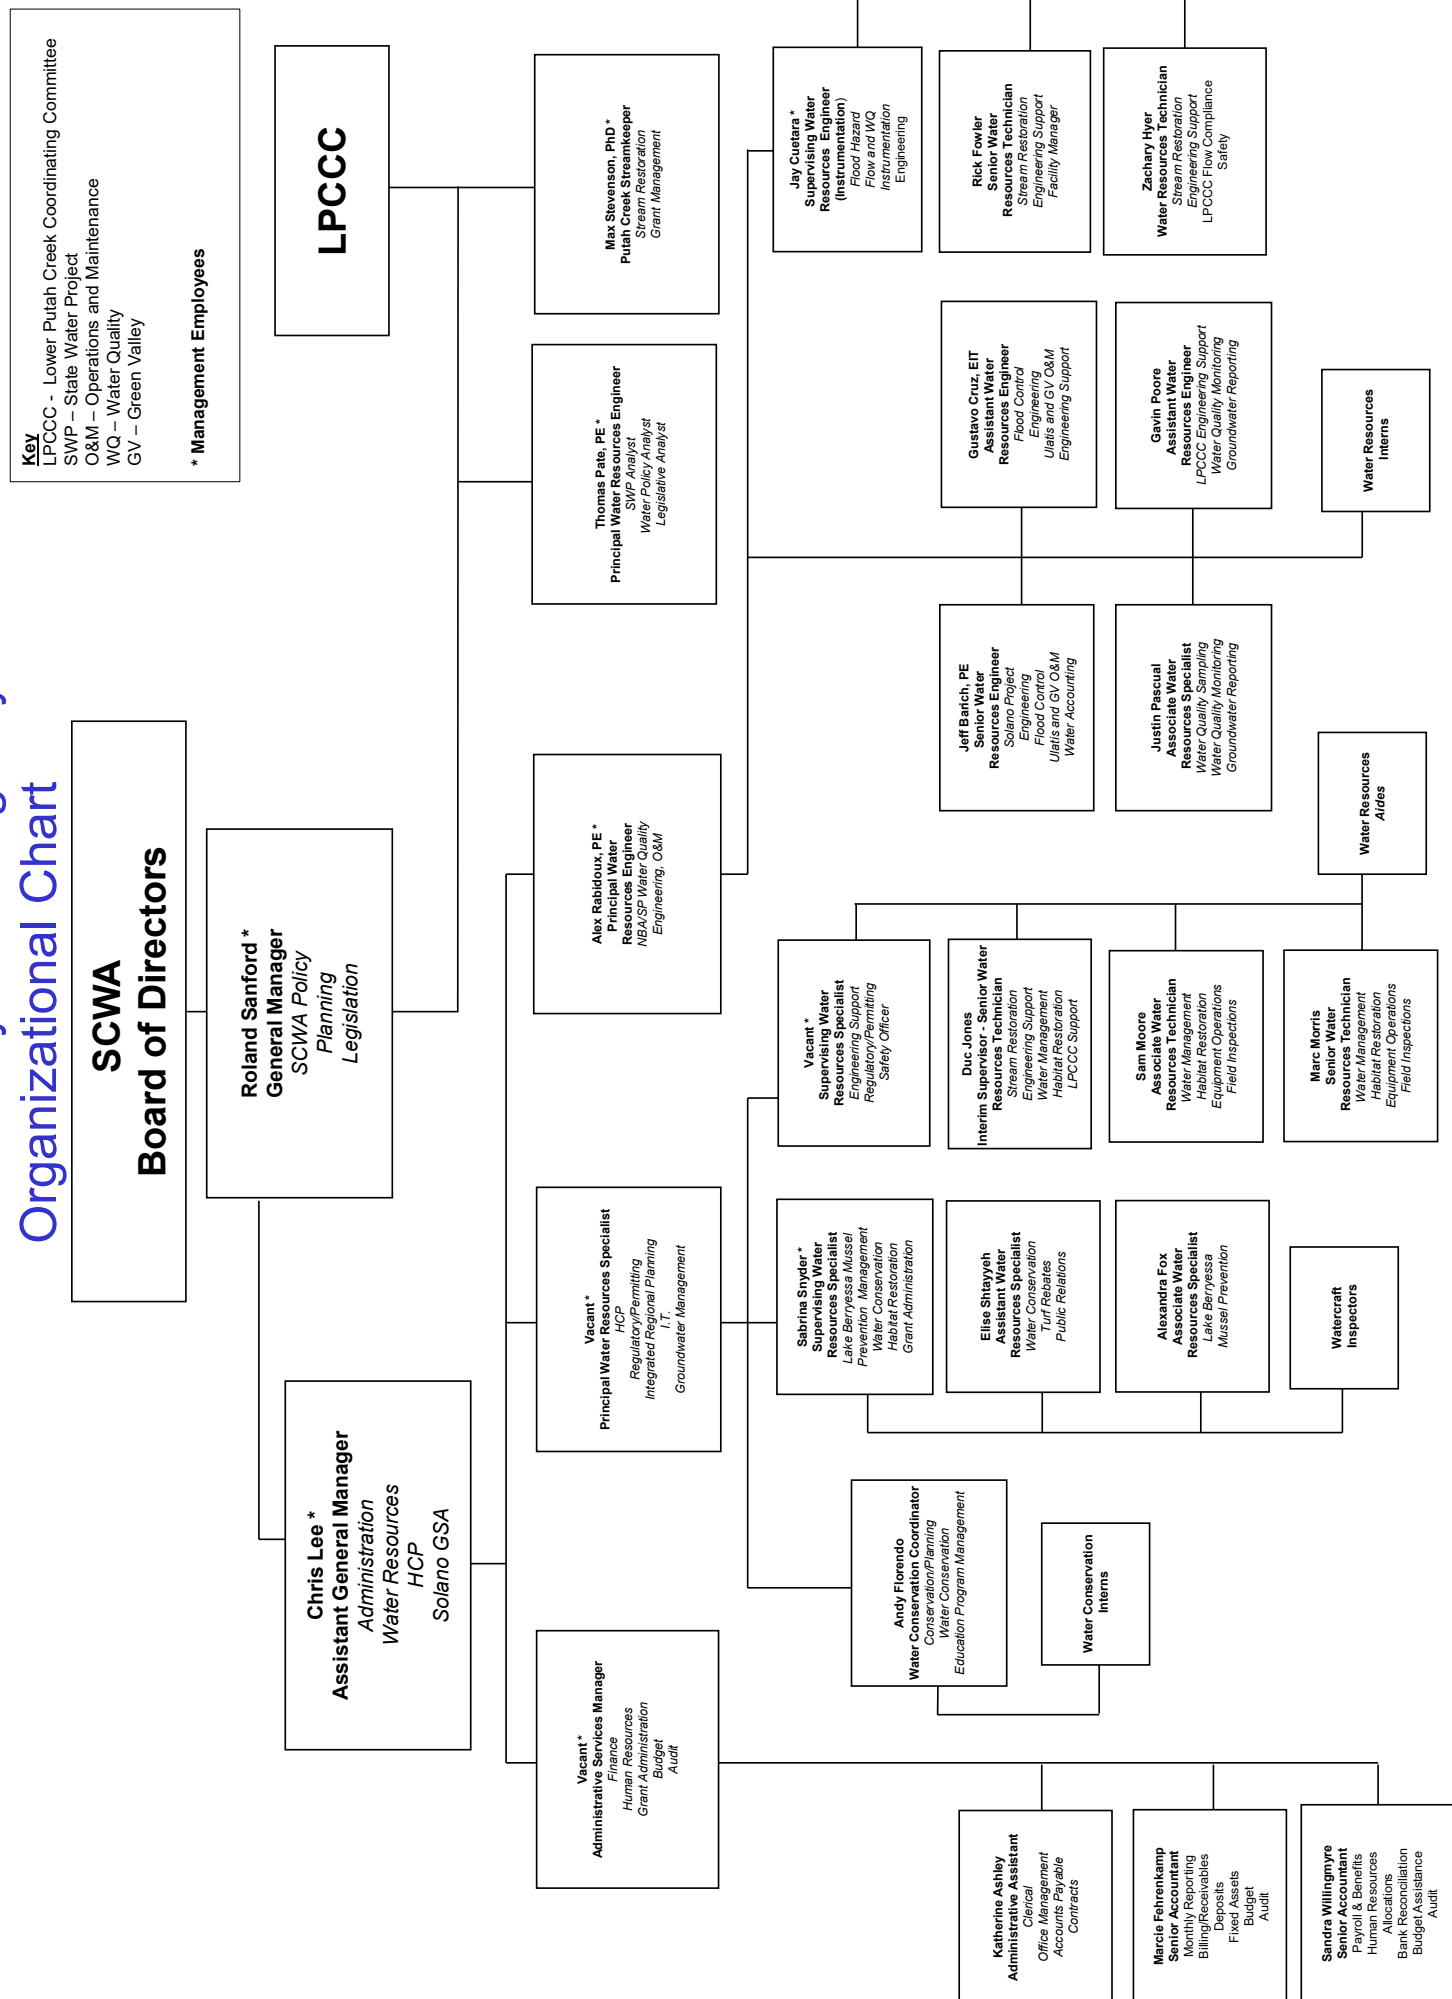 Organizational Chart
Key
LPCCC - Lower Putah Creek Coordinating Committee
SWP – State Water Project
O&M – Operations and Maintenance
WQ – Water Quality
GV – Green Valley
* Management Employees
SCWA
Board of Directors
Roland Sanford *
General Manager
SCWA Policy
Planning
Legislation
LPCCC
Chris Lee *
Assistant General Manager
Administration
Water Resources
HCP
Solano GSA
Vacant *
Administrative Services Manager
Finance
Human Resources
Grant Administration
Budget
Audit
Vacant *
Principal Water Resources Specialist
HCP
Regulatory/Permitting
Integrated Regional Planning
I.T.
Groundwater Management
Alex Rabidoux, PE *
Principal Water
Resources Engineer
NBA/SP Water Quality
Engineering, O&M
Thomas Pate, PE *
Principal Water Resources Engineer
SWP Analyst
Water Policy Analyst
Legislative Analyst
Max Stevenson, PhD *
Putah Creek Streamkeeper
Stream Restoration
Grant Management
Katherine Ashley
Administrative Assistant
Clerical
Office Management
Accounts Payable
Contracts
Marcie Fehrenkamp
Senior Accountant
Monthly Reporting
Billing/Receivables
Deposits
Fixed Assets
Budget
Audit
Sandra Willingmyre
Senior Accountant
Payroll & Benefits
Human Resources
Allocations
Bank Reconciliation
Budget Assistance
Audit
Andy Florendo
Water Conservation Coordinator
Conservation/Planning
Water Conservation
Education Program Management
Water Conservation
Interns
Sabrina Snyder *
Supervising Water
Resources Specialist
Lake Berryessa Mussel
Prevention Management
Water Conservation
Habitat Restoration
Grant Administration
Elise Shtayyeh
Assistant Water
Resources Specialist
Water Conservation
Turf Rebates
Public Relations
Alexandra Fox
Associate Water
Resources Specialist
Lake Berryessa
Mussel Prevention
Watercraft
Inspectors
Vacant *
Supervising Water
Resources Specialist
Engineering Support
Regulatory/Permitting
Safety Officer
Duc Jones
Interim Supervisor - Senior Water
Resources Technician
Stream Restoration
Engineering Support
Water Management
Habitat Restoration
LPCCC Support
Sam Moore
Associate Water
Resources Technician
Water Management
Habitat Restoration
Equipment Operations
Field Inspections
Marc Morris
Senior Water
Resources Technician
Water Management
Habitat Restoration
Equipment Operations
Field Inspections
Water Resources
Aides
Jeff Barich, PE
Senior Water
Resources Engineer
Solano Project
Engineering
Flood Control
Ulatis and GV O&M
Water Accounting
Justin Pascual
Associate Water
Resources Specialist
Water Quality Sampling
Water Quality Monitoring
Groundwater Reporting
Gustavo Cruz, EIT
Assistant Water
Resources Engineer
Flood Control
Engineering
Ulatis and GV O&M
Engineering Support
Gavin Poore
Assistant Water
Resources Engineer
LPCCC Engineering Support
Water Quality Monitoring
Groundwater Reporting
Water Resources
Interns
Jay Cuetara *
Supervising Water
Resources Engineer
(Instrumentation)
Flood Hazard
Flow and WQ
Instrumentation
Engineering
Rick Fowler
Senior Water
Resources Technician
Stream Restoration
Engineering Support
Facility Manager
Zachary Hyer
Water Resources Technician
Stream Restoration
Engineering Support
LPCCC Flow Compliance
Safety